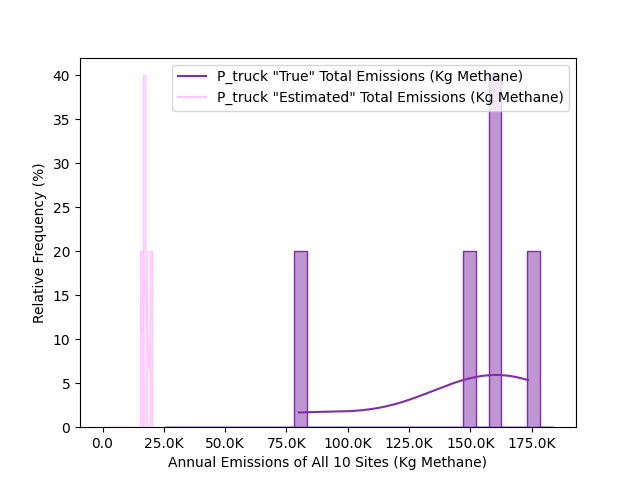 P_truck "True" Total Emissions (Kg Methane)
P_truck "Estimated" Total Emissions (Kg Methane)
40
35
30
25
20
15
10
5
0
Relative Frequency (%)
0.0 25.0K 50.0K 75.0K 100.0K 125.0K 150.0K 175.0K
Annual Emissions of All 10 Sites (Kg Methane)